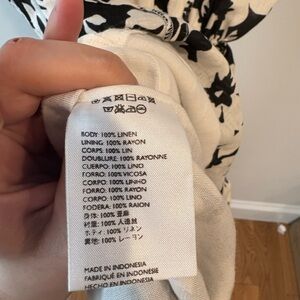 BODY: 100% LINEN
LINING: 100% RAYON
CORPS: 100% LIN
DOUBLURE: 100% RAYONNE
CUERPO: 100% LINO
FORRO: 100% VISCOSA
CORPO: 100% LINHO
FORRO: 100% RAYON
CORPO: 100% LINO
FODERA: 100% RAION
身体: 100% 亚麻
衬里: 100% 人造丝
ボディ: 100% リネン
裏地: 100% レーヨン
MADE IN INDONESIA
FABRIQUÉ EN INDONÉSIE
HECHO EN INDONESIA